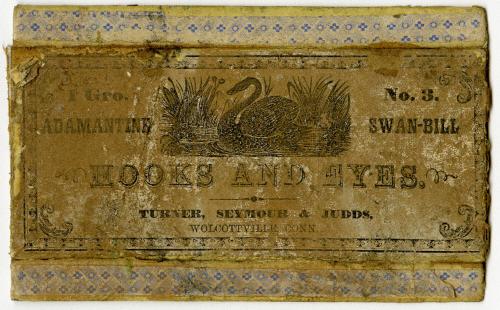 1 Gro. No. 3.
ADAMANTINE SWAN-BILL
HOOKS AND EYES.
TURNER, SEYMOUR & JUDDS,
WOLCOTTVILLE, CONN.